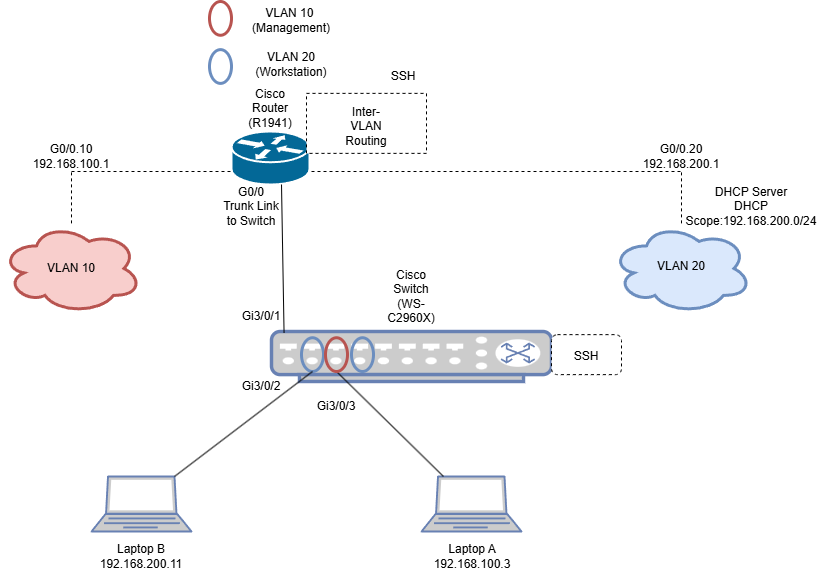 VLAN 10
(Management)
VLAN 20
(Workstation)
SSH
Cisco
Router
(R1941)
Inter-
VLAN
Routing
G0/0.10
192.168.100.1
G0/0.20
192.168.200.1
G0/0
Trunk Link
to Switch
DHCP Server
DHCP
Scope:192.168.200.0/24
VLAN 10
VLAN 20
Cisco
Switch
(WS-
C2960X)
Gi3/0/1
SSH
Gi3/0/2
Gi3/0/3
Laptop B
192.168.200.11
Laptop A
192.168.100.3